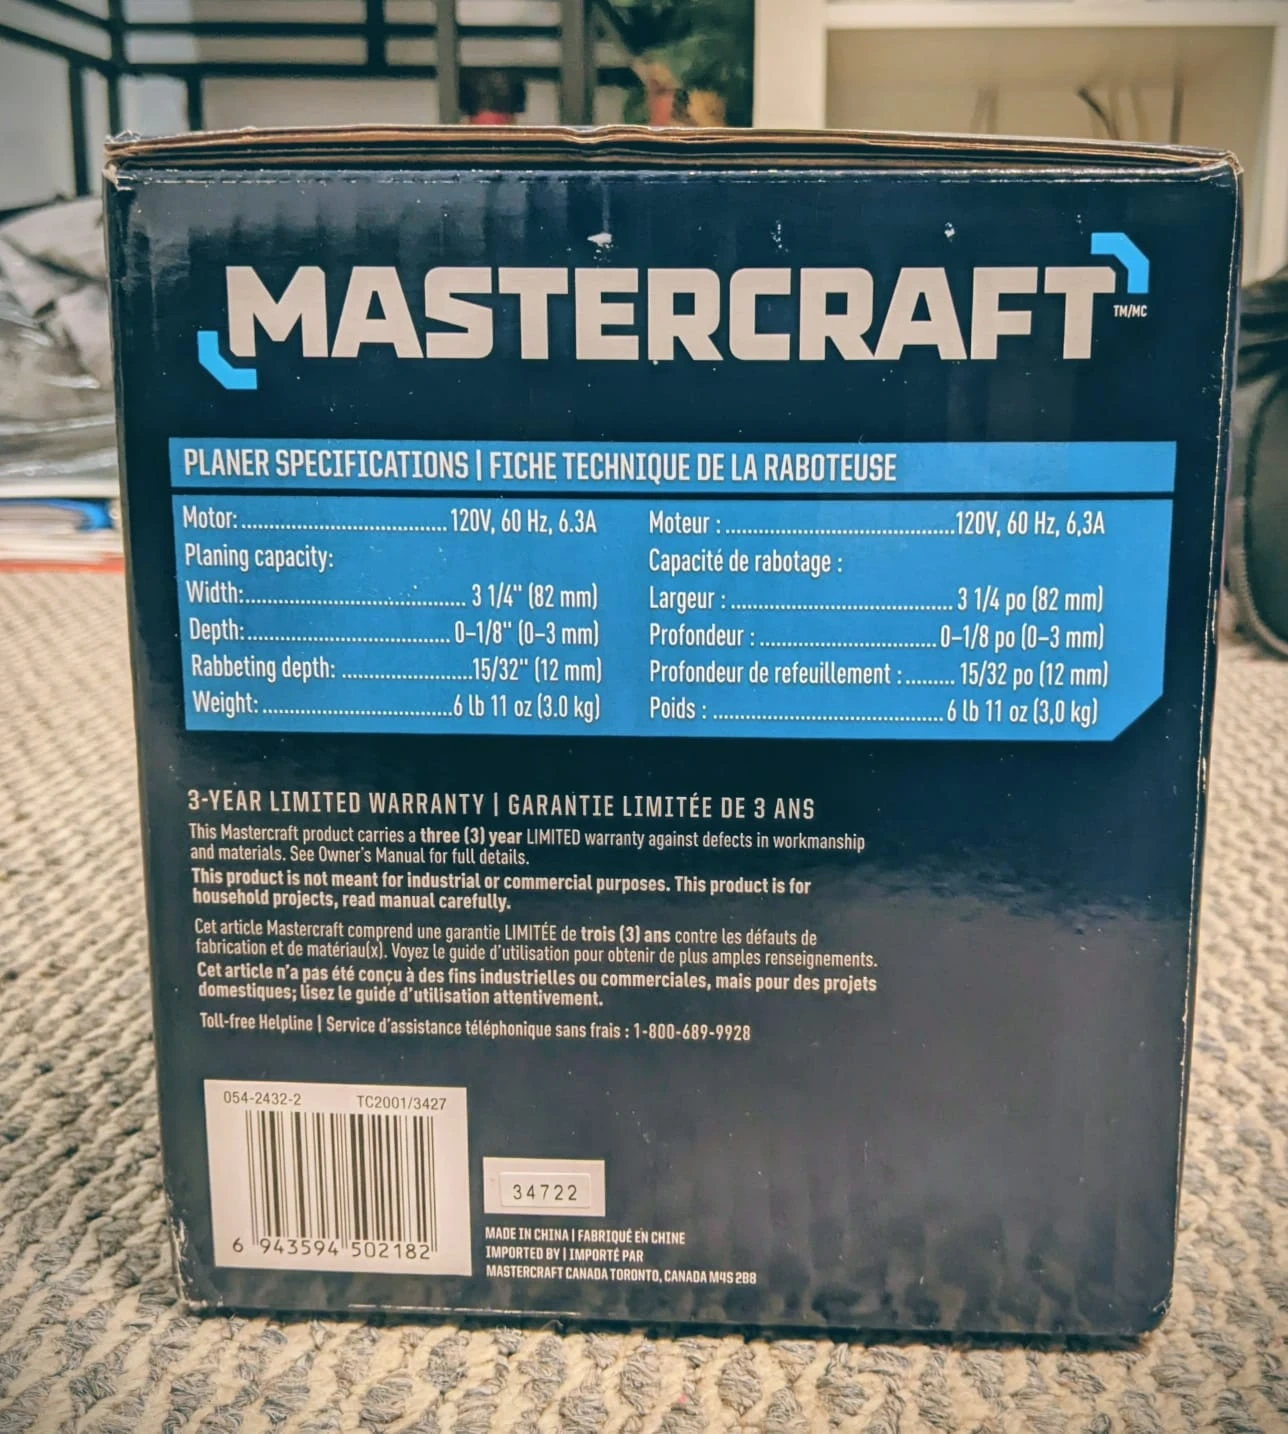 MASTERCRAFT
TM/MC
PLANER SPECIFICATIONS | FICHE TECHNIQUE DE LA RABOTEUSE
Motor: .................................. 120V, 60 Hz, 6.3A
Planing capacity:
Width:..................................... 3 1/4" (82 mm)
Depth:.................................. 0–1/8" (0–3 mm)
Rabbeting depth: ......................15/32" (12 mm)
Weight: ................................6 lb 11 oz (3.0 kg)
Moteur : ......................................120V, 60 Hz, 6,3A
Capacité de rabotage :
Largeur : ..................................... 3 1/4 po (82 mm)
Profondeur : ..............................0–1/8 po (0–3 mm)
Profondeur de refeuillement :......... 15/32 po (12 mm)
Poids : ...................................... 6 lb 11 oz (3,0 kg)
3-YEAR LIMITED WARRANTY | GARANTIE LIMITÉE DE 3 ANS
This Mastercraft product carries a three (3) year LIMITED warranty against defects in workmanship
and materials. See Owner's Manual for full details.
This product is not meant for industrial or commercial purposes. This product is for
household projects, read manual carefully.
Cet article Mastercraft comprend une garantie LIMITÉE de trois (3) ans contre les défauts de
fabrication et de matériau(x). Voyez le guide d'utilisation pour obtenir de plus amples renseignements.
Cet article n'a pas été conçu à des fins industrielles ou commerciales, mais pour des projets
domestiques; lisez le guide d'utilisation attentivement.
Toll-free Helpline | Service d'assistance téléphonique sans frais : 1-800-689-9928
054-2432-2 TC2001/3427
6 943594 502182
34722
MADE IN CHINA | FABRIQUÉ EN CHINE
IMPORTED BY | IMPORTÉ PAR
MASTERCRAFT CANADA TORONTO, CANADA M4S 2B8